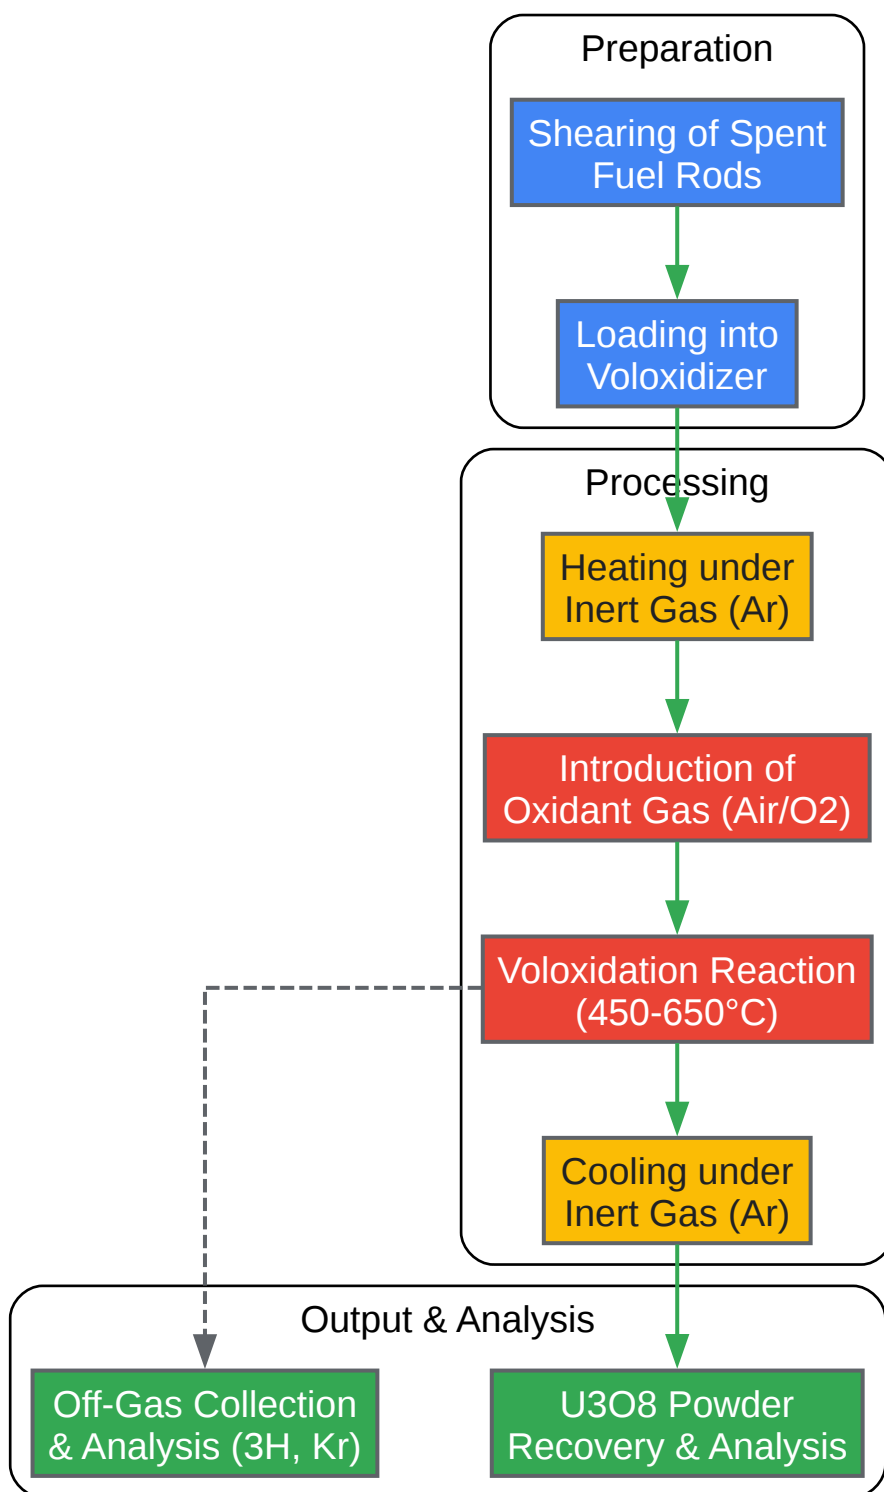 Preparation
Shearing of Spent
Fuel Rods
Loading into
Voloxidizer
Processing
Heating under
Inert Gas (Ar)
Introduction of
Oxidant Gas (Air/O2)
Voloxidation Reaction
(450-650°C)
Cooling under
Inert Gas (Ar)
Output & Analysis
Off-Gas Collection
& Analysis (3H, Kr)
U3O8 Powder
Recovery & Analysis